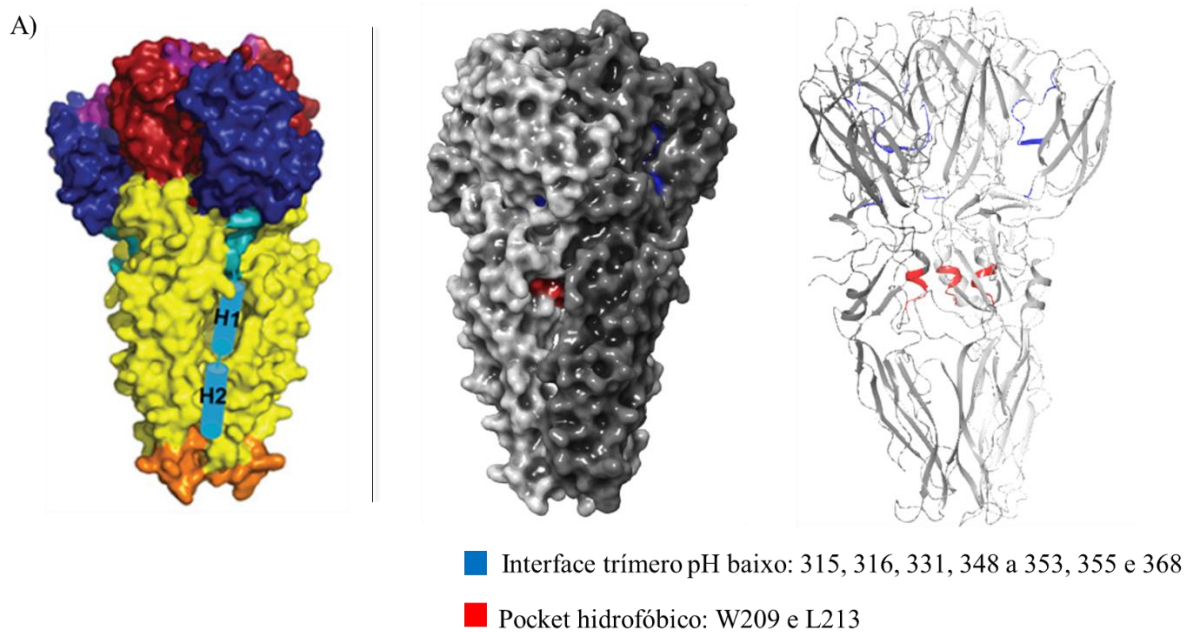 A)
H1
H2
Interface trímero pH baixo: 315, 316, 331, 348 a 353, 355 e 368
Pocket hidrofóbico: W209 e L213